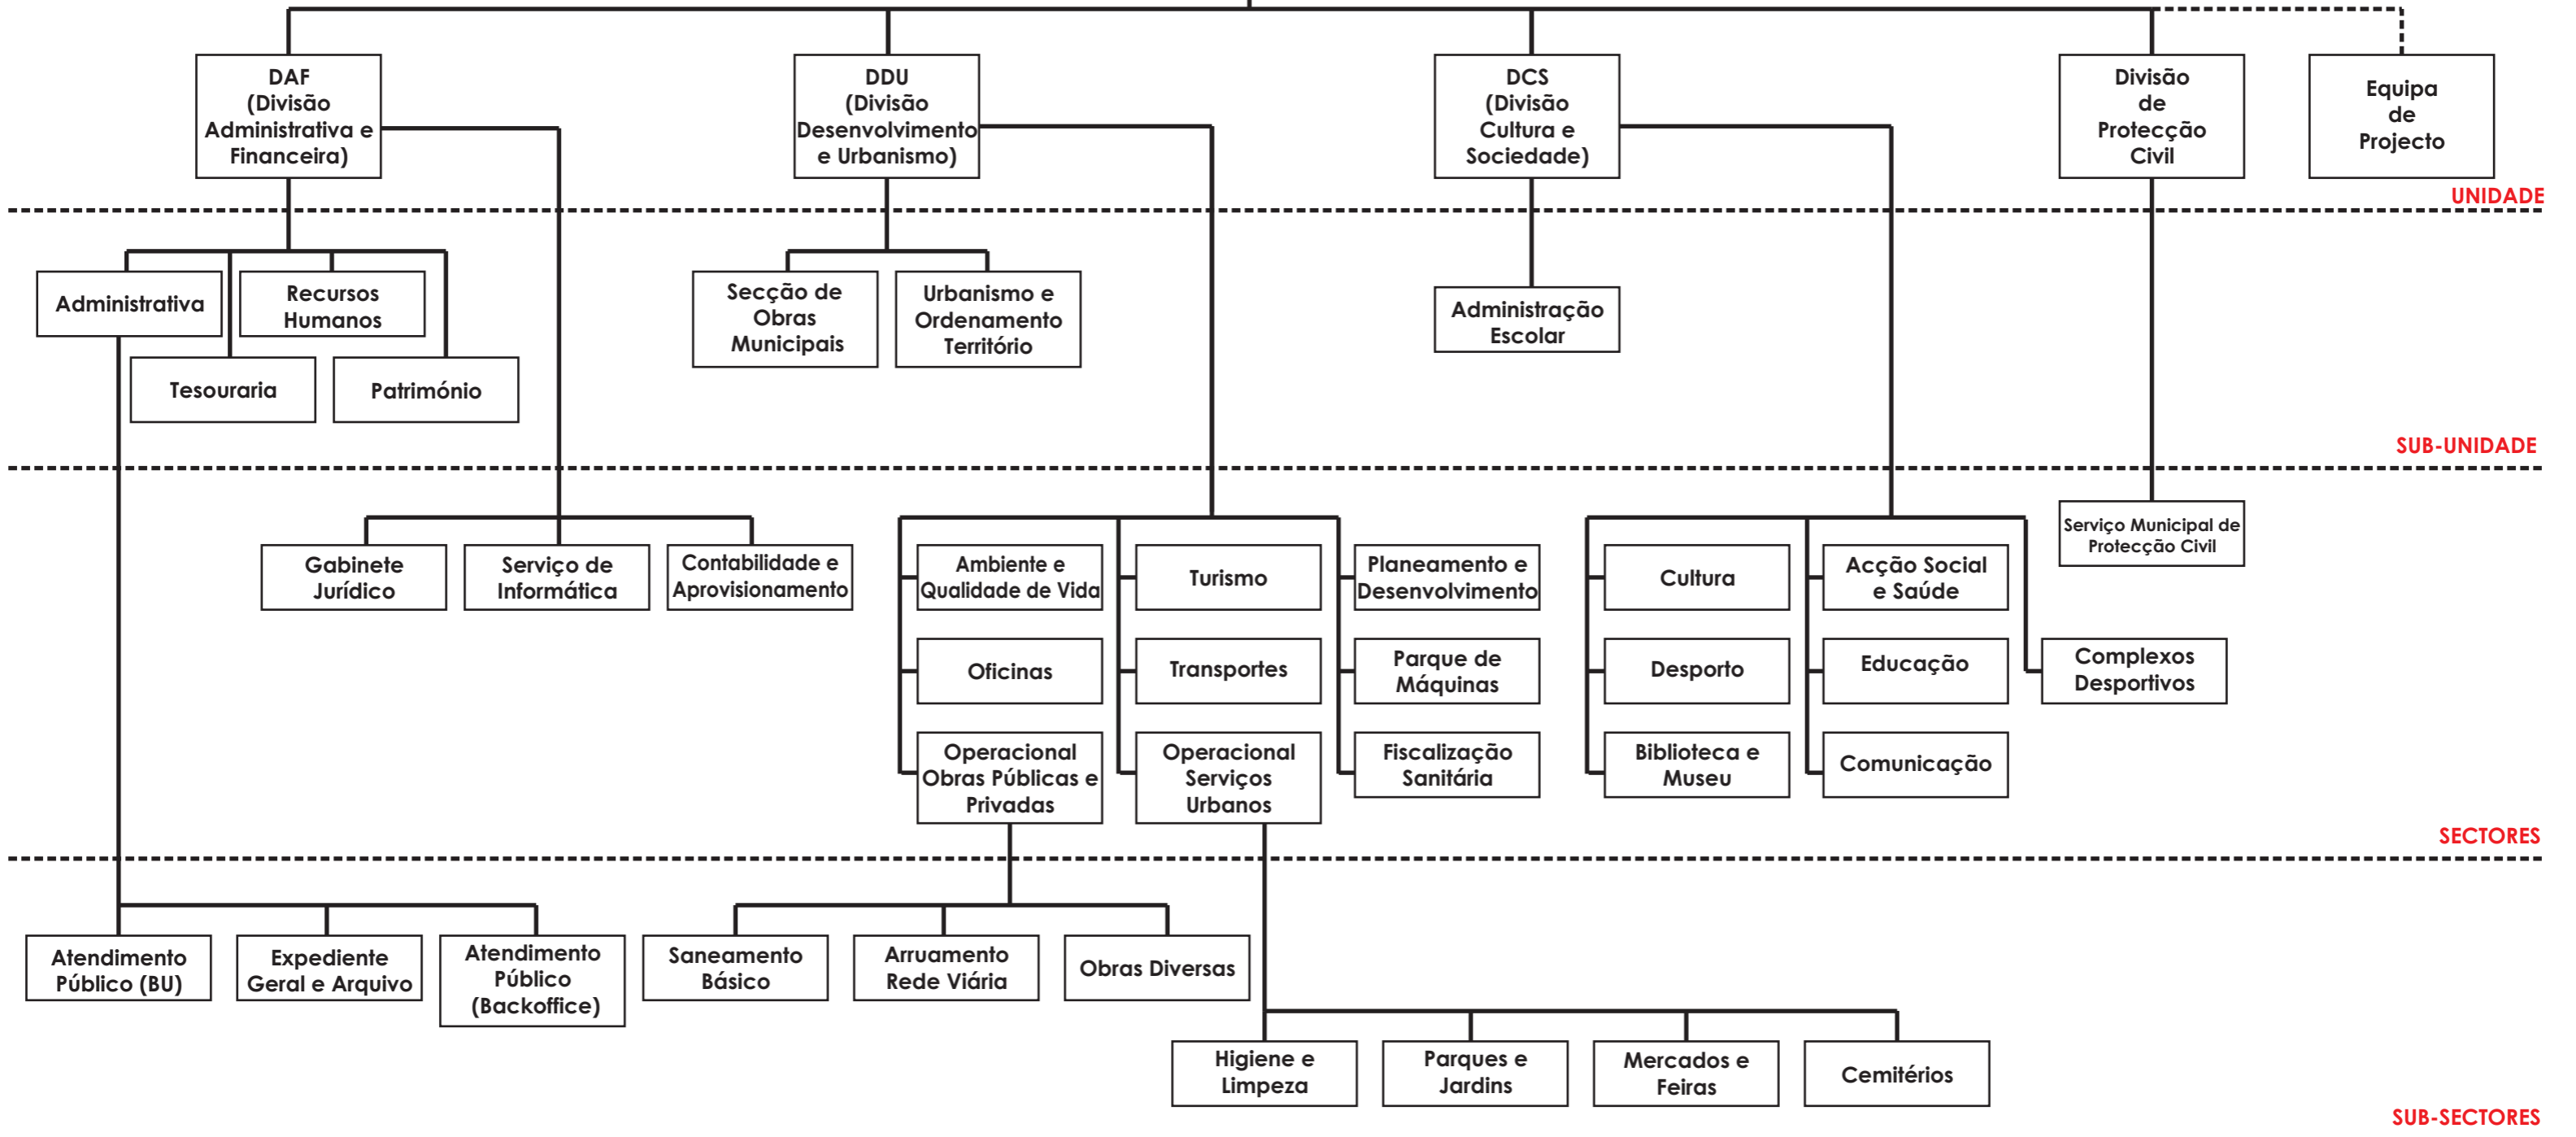 DAF
(Divisão
Administrativa e
Financeira)
DDU
(Divisão
Desenvolvimento
e Urbanismo)
DCS
(Divisão
Cultura e
Sociedade)
Divisão
de
Protecção
Civil
Equipa
de
Projecto
UNIDADE
Administrativa
Recursos
Humanos
Tesouraria
Património
Secção de
Obras
Municipais
Urbanismo e
Ordenamento
Território
Administração
Escolar
SUB-UNIDADE
Gabinete
Jurídico
Serviço de
Informática
Contabilidade e
Aprovisionamento
Ambiente e
Qualidade de Vida
Turismo
Planeamento e
Desenvolvimento
Cultura
Acção Social
e Saúde
Serviço Municipal de
Protecção Civil
Oficinas
Transportes
Parque de
Máquinas
Desporto
Educação
Complexos
Desportivos
Operacional
Obras Públicas e
Privadas
Operacional
Serviços
Urbanos
Fiscalização
Sanitária
Biblioteca e
Museu
Comunicação
SECTORES
Atendimento
Público (BU)
Expediente
Geral e Arquivo
Atendimento
Público
(Backoffice)
Saneamento
Básico
Arruamento
Rede Viária
Obras Diversas
Higiene e
Limpeza
Parques e
Jardins
Mercados e
Feiras
Cemitérios
SUB-SECTORES